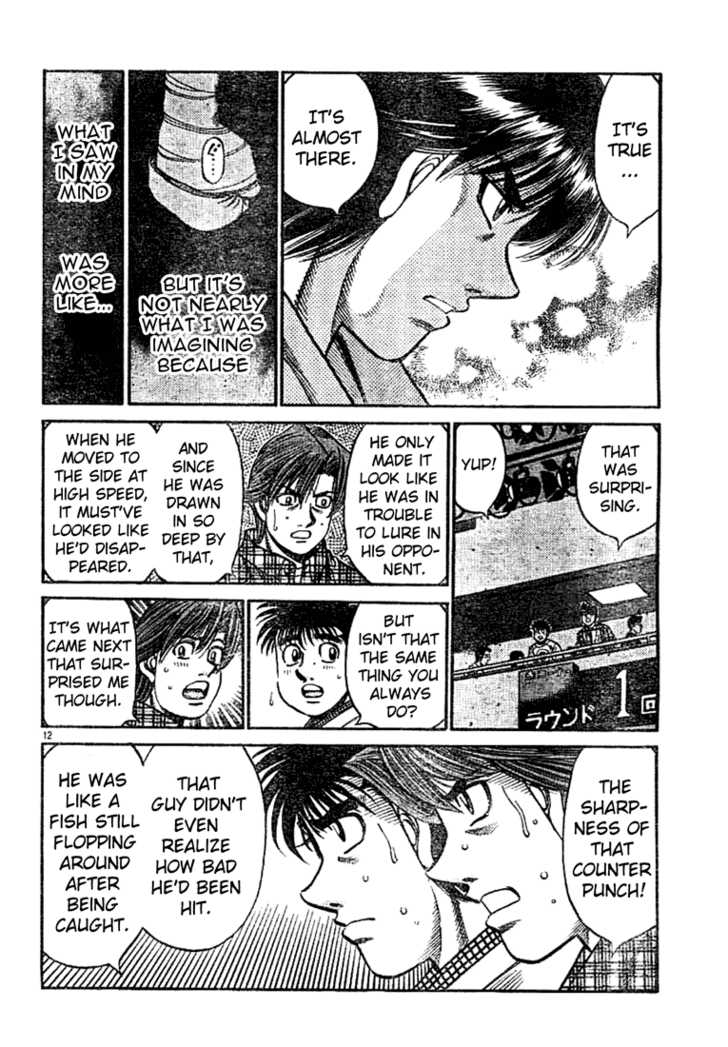 IT'S
TRUE
...
IT'S
ALMOST
THERE.
BUT IT'S
NOT NEARLY
WHAT I WAS
IMAGINING
BECAUSE
WHAT
I SAW
IN MY
MIND
WAS
MORE
LIKE...
THAT
WAS
SURPRI-
SING.
YUP!
ラウンド
1回
HE ONLY
MADE IT
LOOK LIKE
HE WAS IN
TROUBLE
TO LURE IN
HIS OPPO-
NENT.
AND
SINCE
HE WAS
DRAWN
IN SO
DEEP BY
THAT,
WHEN HE
MOVED TO
THE SIDE AT
HIGH SPEED,
IT MUST'VE
LOOKED LIKE
HE'D DISAP-
PEARED.
BUT
ISN'T THAT
THE SAME
THING YOU
ALWAYS
DO?
IT'S WHAT
CAME NEXT
THAT SUR-
PRISED ME
THOUGH.
12
THE
SHARP-
NESS OF
THAT
COUNTER
PUNCH!
THAT
GUY DIDN'T
EVEN
REALIZE
HOW BAD
HE'D BEEN
HIT.
HE WAS
LIKE A
FISH STILL
FLOPPING
AROUND
AFTER
BEING
CAUGHT.